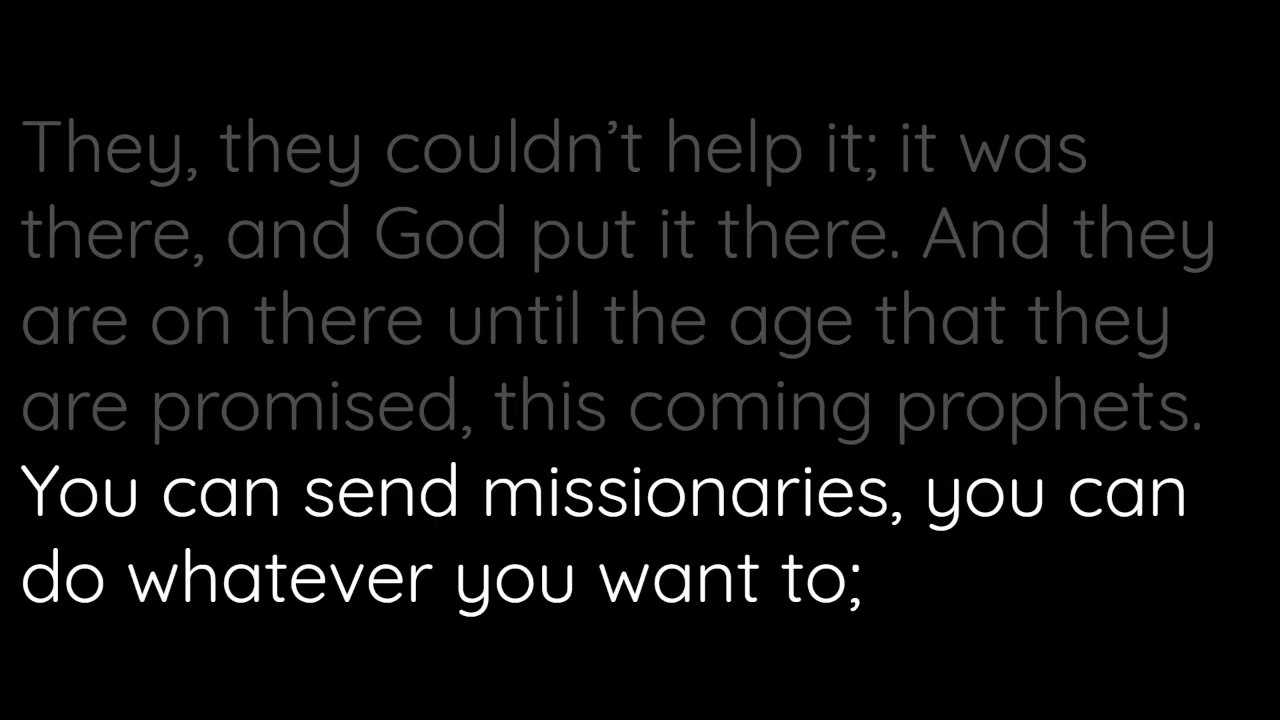 They, they couldn’t help it; it was
there, and God put it there. And they
are on there until the age that they
are promised, this coming prophets.
You can send missionaries, you can
do whatever you want to;